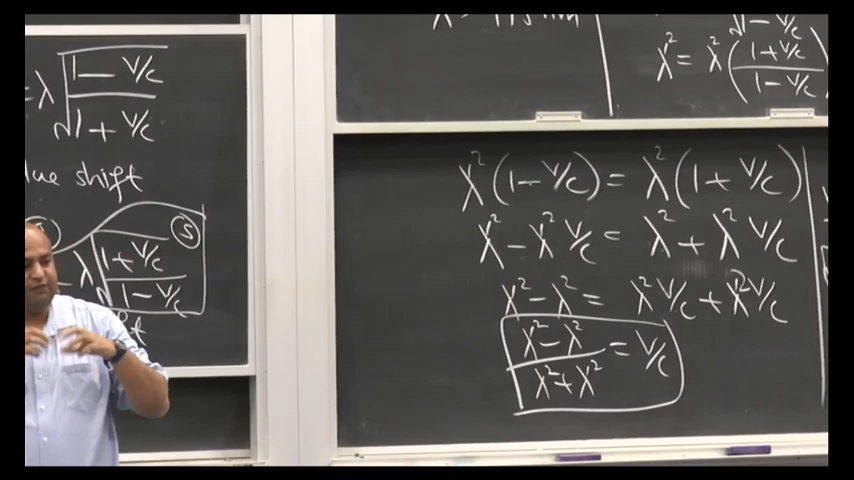 = λ √(1 − v/c) / (1 + v/c)
shift
= λ √(1 + v/c) / (1 − v/c)
S
λ'² = λ² (1 + v/c) / (1 − v/c)
λ'² (1 − v/c) = λ² (1 + v/c)
λ'² − λ'² v/c = λ² + λ² v/c
λ'² − λ² = λ² v/c + λ'² v/c
(λ'² − λ²) / (λ'² + λ²) = v/c